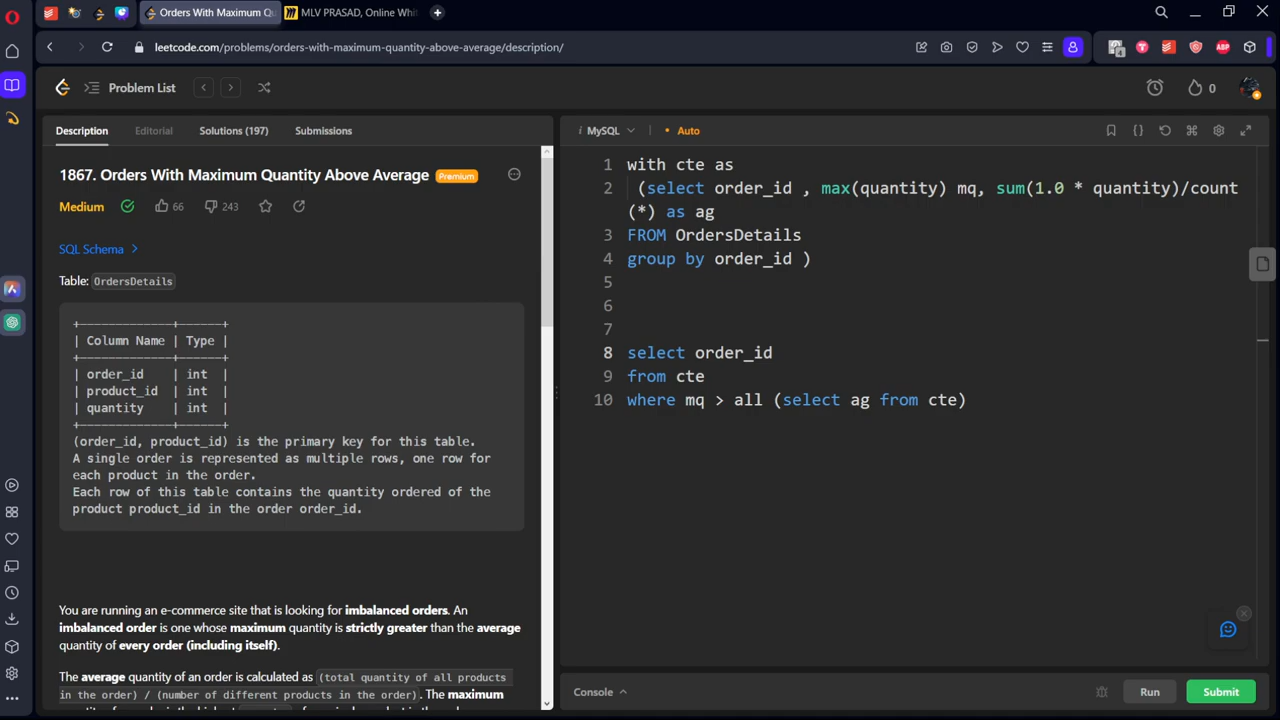 Orders With Maximum Qu
MLV PRASAD, Online Whit
leetcode.com/problems/orders-with-maximum-quantity-above-average/description/
ABP
Problem List
0
Description
Editorial
Solutions (197)
Submissions
i MySQL
• Auto
1867. Orders With Maximum Quantity Above Average
Premium
Medium
66
243
SQL Schema >
Table: OrdersDetails
+--------------+------+
| Column Name | Type |
+--------------+------+
| order_id | int |
| product_id | int |
| quantity | int |
+--------------+------+
(order_id, product_id) is the primary key for this table.
A single order is represented as multiple rows, one row for
each product in the order.
Each row of this table contains the quantity ordered of the
product product_id in the order order_id.
You are running an e-commerce site that is looking for imbalanced orders. An
imbalanced order is one whose maximum quantity is strictly greater than the average
quantity of every order (including itself).
The average quantity of an order is calculated as (total quantity of all products
in the order) / (number of different products in the order). The maximum
1 with cte as
2 (select order_id , max(quantity) mq, sum(1.0 * quantity)/count
(*) as ag
3 FROM OrdersDetails
4 group by order_id )
5
6
7
8 select order_id
9 from cte
10 where mq > all (select ag from cte)
Console
Run
Submit